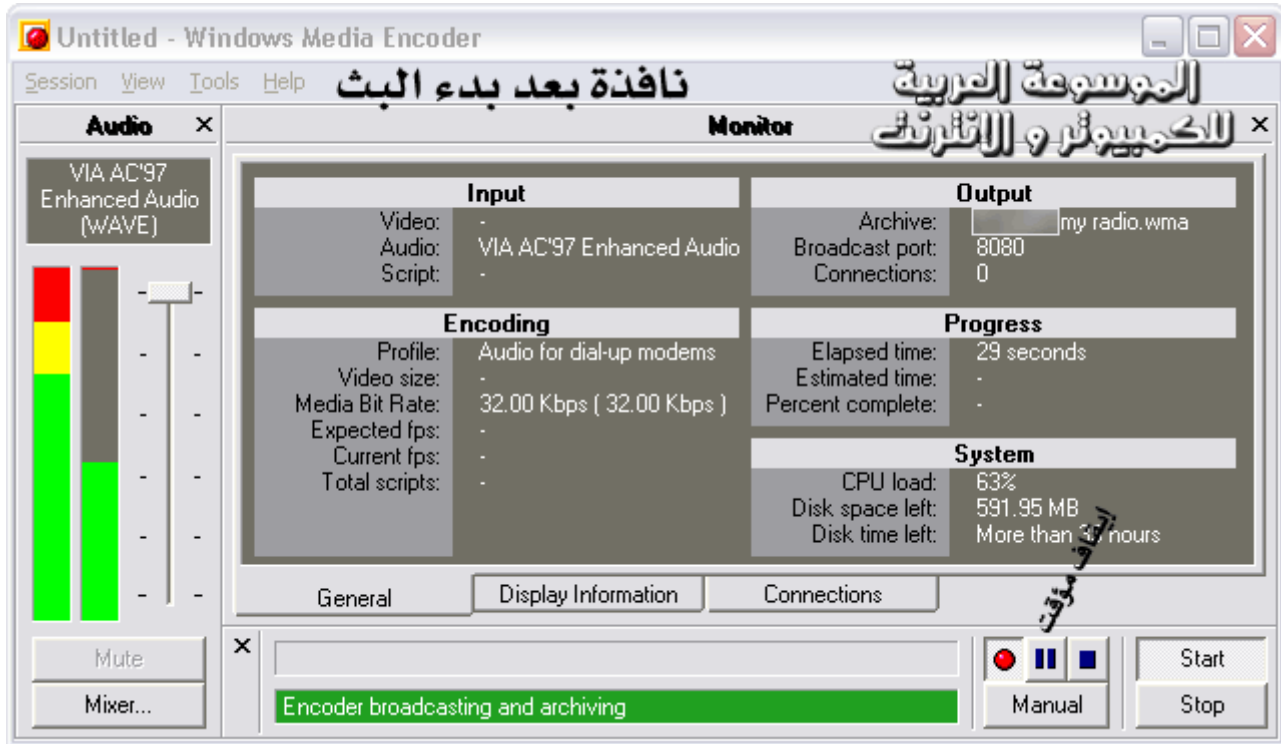 Untitled - Windows Media Encoder
Session View Tools Help
نافذة بعد بدء البث
الموسوعة العربية
للكمبيوتر و الانترنت
Audio
VIA AC'97
Enhanced Audio
(WAVE)
Mute
Mixer...
Monitor
Input
Video: -
Audio: VIA AC'97 Enhanced Audio
Script: -
Output
Archive: my radio.wma
Broadcast port: 8080
Connections: 0
Encoding
Profile: Audio for dial-up modems
Video size: -
Media Bit Rate: 32.00 Kbps ( 32.00 Kbps )
Expected fps: -
Current fps: -
Total scripts: -
Progress
Elapsed time: 29 seconds
Estimated time: -
Percent complete: -
System
CPU load: 63%
Disk space left: 591.95 MB
Disk time left: More than hours
General
Display Information
Connections
مؤقت
Encoder broadcasting and archiving
Manual
Start
Stop